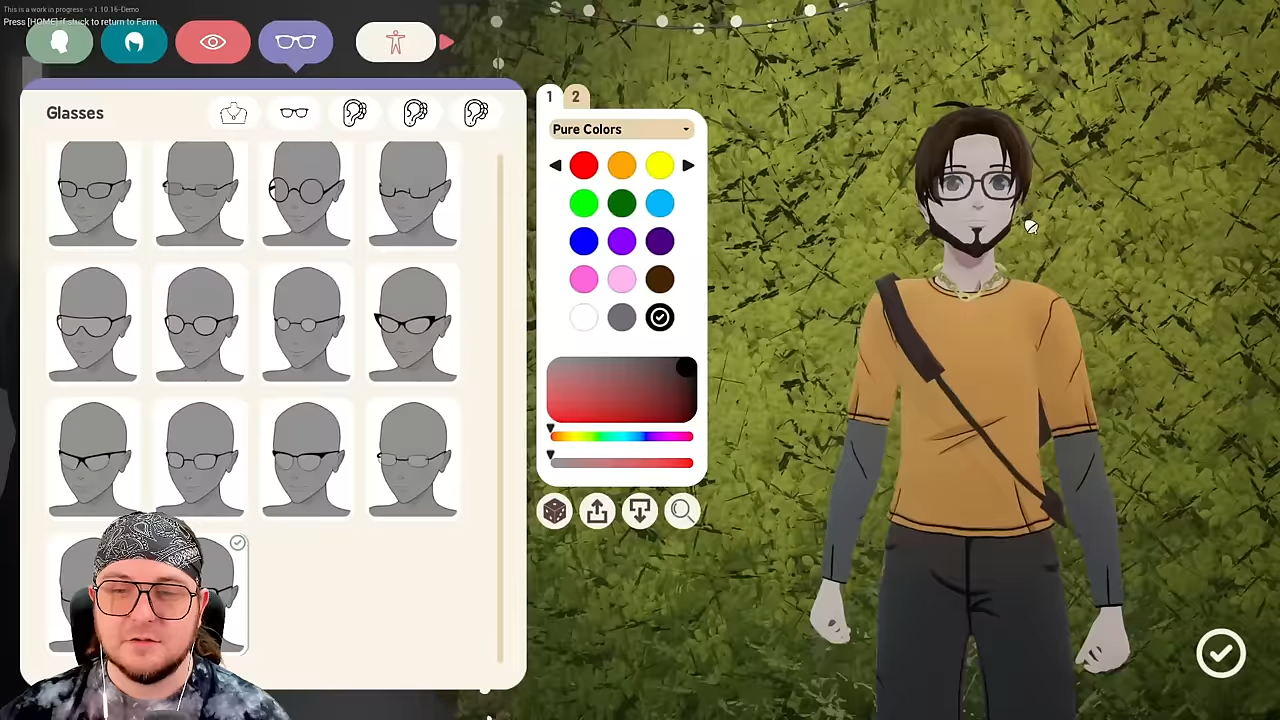 This is a work in progress - v 1.10.16-Demo
Press [HOME] if stuck to return to Farm
Glasses
1 2
Pure Colors